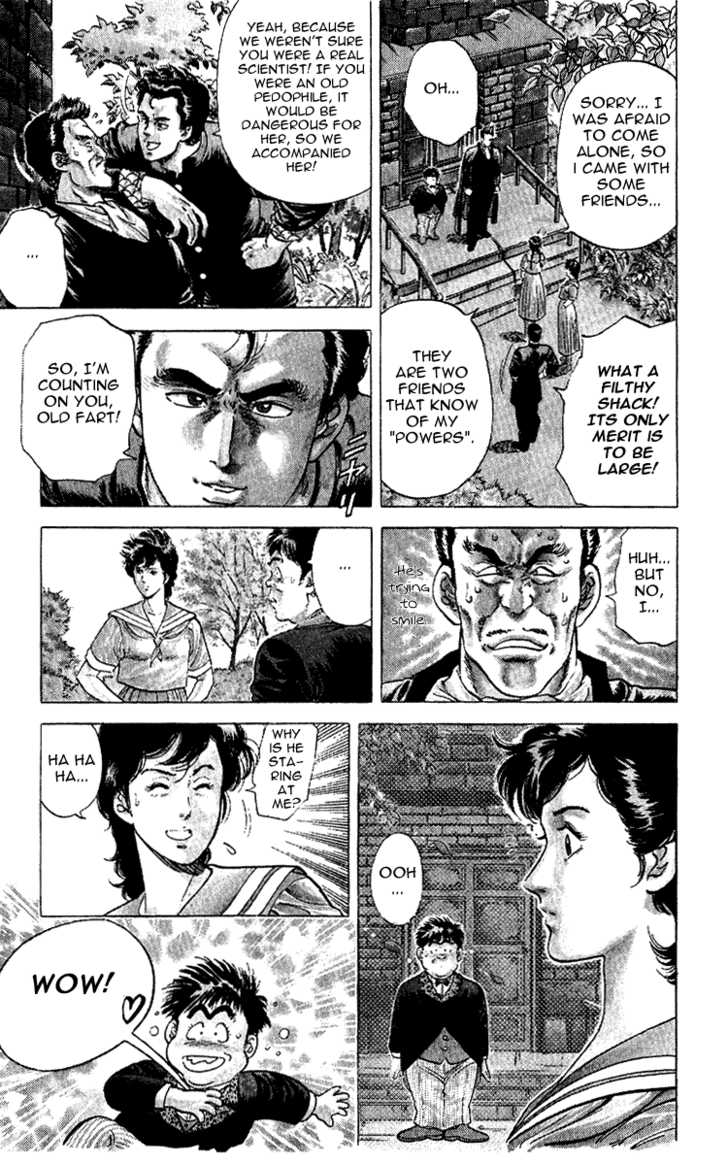 SORRY... I
WAS AFRAID
TO COME
ALONE, SO
I CAME WITH
SOME
FRIENDS...
OH...
THEY
ARE TWO
FRIENDS
THAT KNOW
OF MY
"POWERS".
WHAT A
FILTHY
SHACK!
ITS ONLY
MERIT IS
TO BE
LARGE!
YEAH, BECAUSE
WE WEREN'T SURE
YOU WERE A REAL
SCIENTIST! IF YOU
WERE AN OLD
PEDOPHILE, IT
WOULD BE
DANGEROUS FOR
HER, SO WE
ACCOMPANIED
HER!
...
SO, I'M
COUNTING
ON YOU,
OLD FART!
ニヤリ
HUH...
BUT
NO,
I...
He's
trying
to
smile...
...
OOH
...
WHY
IS HE
STA-
RING
AT
ME?
HA HA
HA...
WOW!